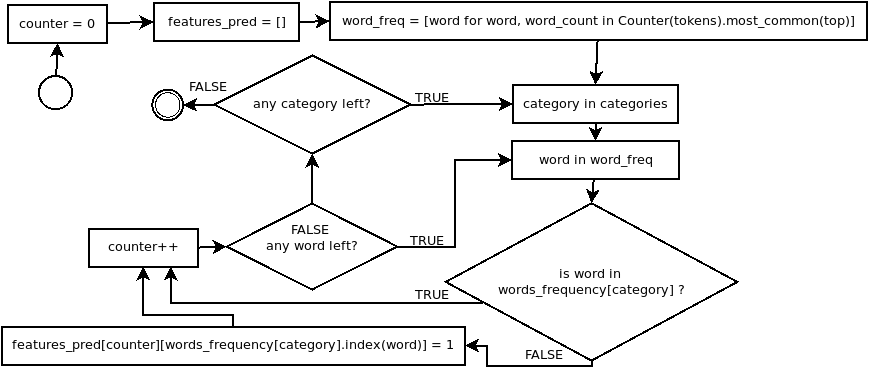 counter = 0
features_pred = []
word_freq = [word for word, word_count in Counter(tokens).most_common(top)]
FALSE
any category left?
TRUE
category in categories
word in word_freq
FALSE
any word left?
TRUE
counter++
is word in
words_frequency[category] ?
TRUE
features_pred[counter][words_frequency[category].index(word)] = 1
FALSE